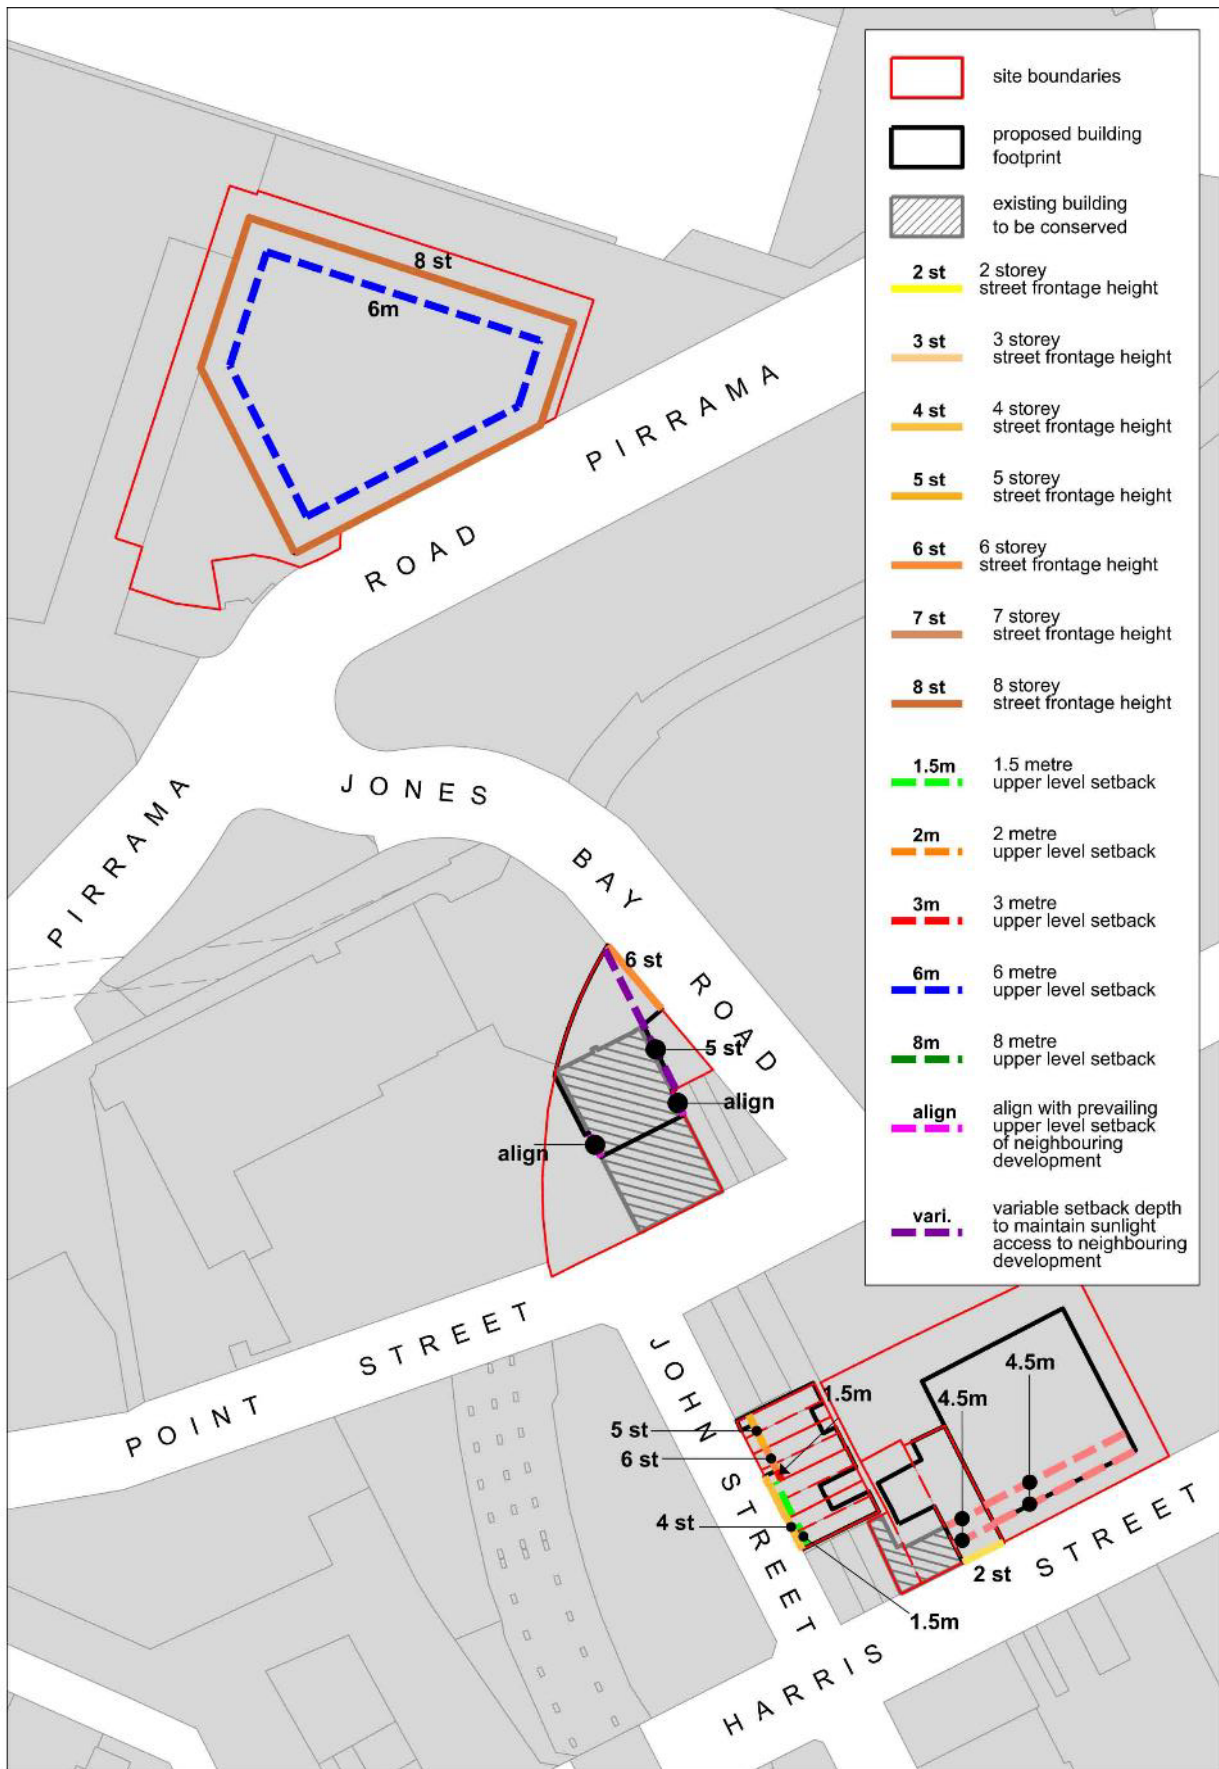 8 st
6m
PIRRAMA
ROAD
PIRRAMA
JONES
BAY
ROAD
6 st
5 st
align
align
POINT STREET
JOHN STREET
1.5m
5 st
6 st
4 st
1.5m
4.5m
4.5m
2 st
HARRIS STREET
site boundaries
proposed building
footprint
existing building
to be conserved
2 st 2 storey
street frontage height
3 st 3 storey
street frontage height
4 st 4 storey
street frontage height
5 st 5 storey
street frontage height
6 st 6 storey
street frontage height
7 st 7 storey
street frontage height
8 st 8 storey
street frontage height
1.5m 1.5 metre
upper level setback
2m 2 metre
upper level setback
3m 3 metre
upper level setback
6m 6 metre
upper level setback
8m 8 metre
upper level setback
align align with prevailing
upper level setback
of neighbouring
development
vari. variable setback depth
to maintain sunlight
access to neighbouring
development